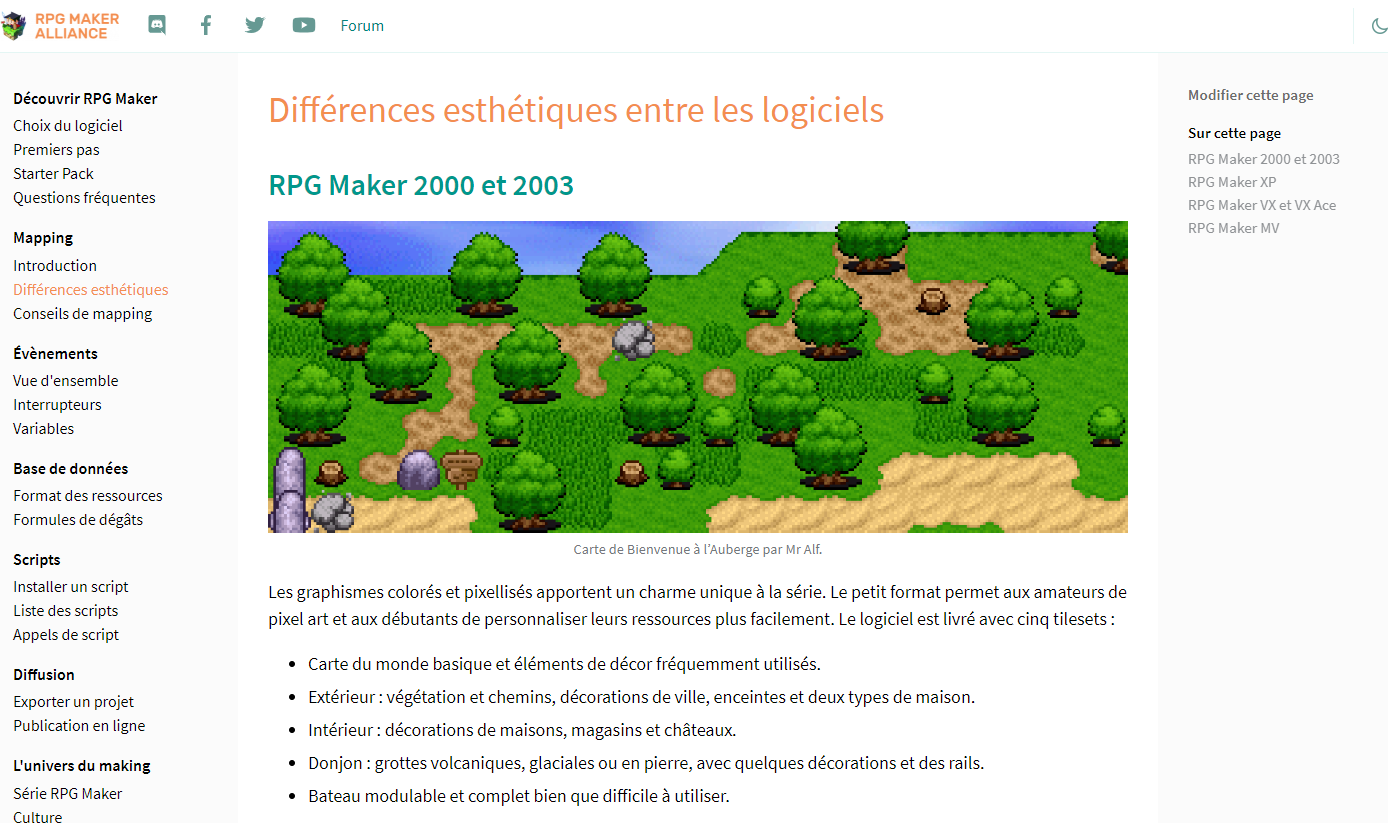 RPG MAKER
ALLIANCE
Forum
Découvrir RPG Maker
Choix du logiciel
Premiers pas
Starter Pack
Questions fréquentes
Mapping
Introduction
Différences esthétiques
Conseils de mapping
Évènements
Vue d'ensemble
Interrupteurs
Variables
Base de données
Format des ressources
Formules de dégâts
Scripts
Installer un script
Liste des scripts
Appels de script
Diffusion
Exporter un projet
Publication en ligne
L'univers du making
Série RPG Maker
Culture
Différences esthétiques entre les logiciels
RPG Maker 2000 et 2003
Carte de Bienvenue à l’Auberge par Mr Alf.
Les graphismes colorés et pixellisés apportent un charme unique à la série. Le petit format permet aux amateurs de
pixel art et aux débutants de personnaliser leurs ressources plus facilement. Le logiciel est livré avec cinq tilesets :
• Carte du monde basique et éléments de décor fréquemment utilisés.
• Extérieur : végétation et chemins, décorations de ville, enceintes et deux types de maison.
• Intérieur : décorations de maisons, magasins et châteaux.
• Donjon : grottes volcaniques, glaciales ou en pierre, avec quelques décorations et des rails.
• Bateau modulable et complet bien que difficile à utiliser.
Modifier cette page
Sur cette page
RPG Maker 2000 et 2003
RPG Maker XP
RPG Maker VX et VX Ace
RPG Maker MV